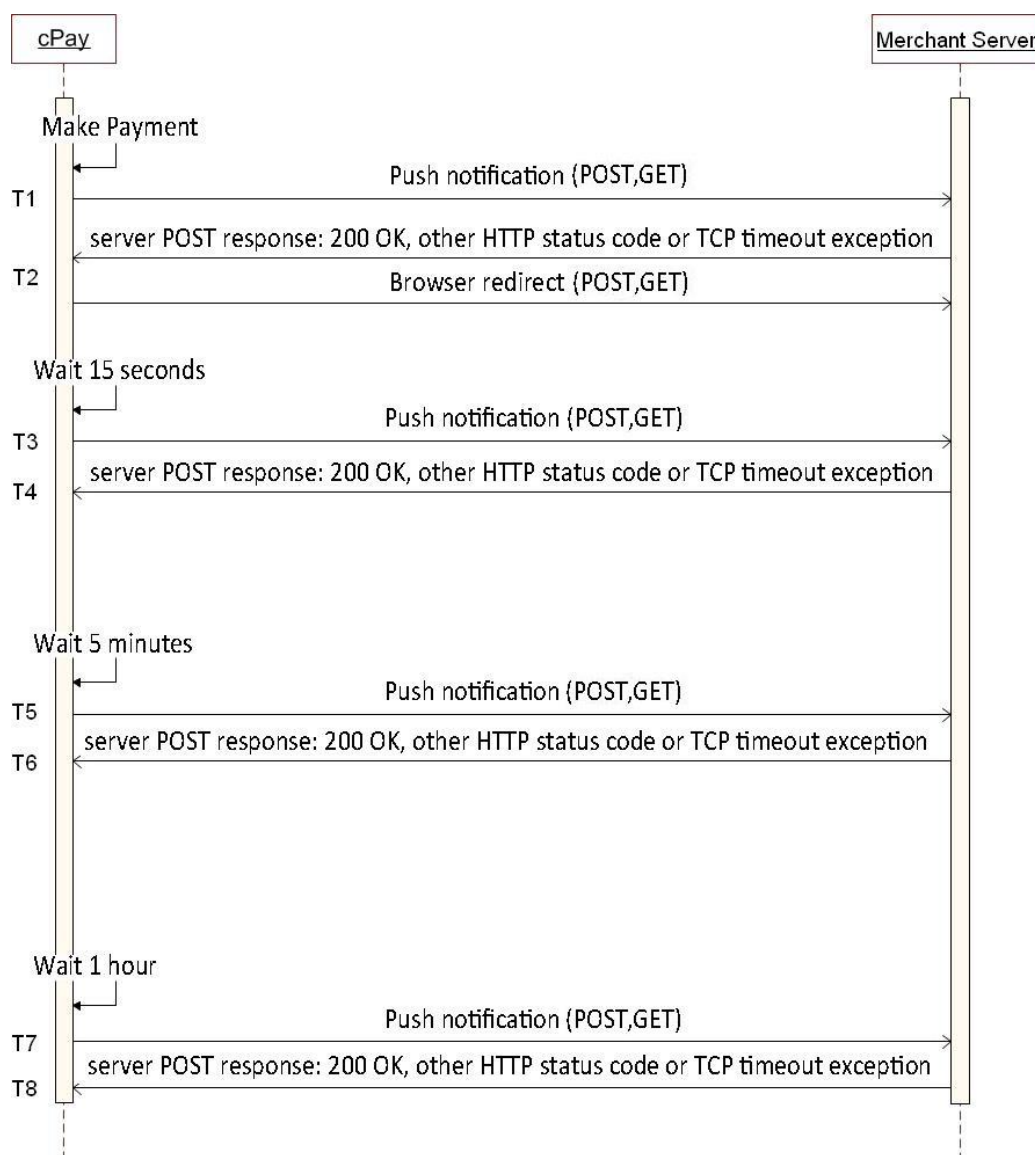 cPay
Merchant Server
Make Payment
Push notification (POST,GET)
T1
server POST response: 200 OK, other HTTP status code or TCP timeout exception
T2
Browser redirect (POST,GET)
Wait 15 seconds
Push notification (POST,GET)
T3
server POST response: 200 OK, other HTTP status code or TCP timeout exception
T4
Wait 5 minutes
Push notification (POST,GET)
T5
server POST response: 200 OK, other HTTP status code or TCP timeout exception
T6
Wait 1 hour
Push notification (POST,GET)
T7
server POST response: 200 OK, other HTTP status code or TCP timeout exception
T8